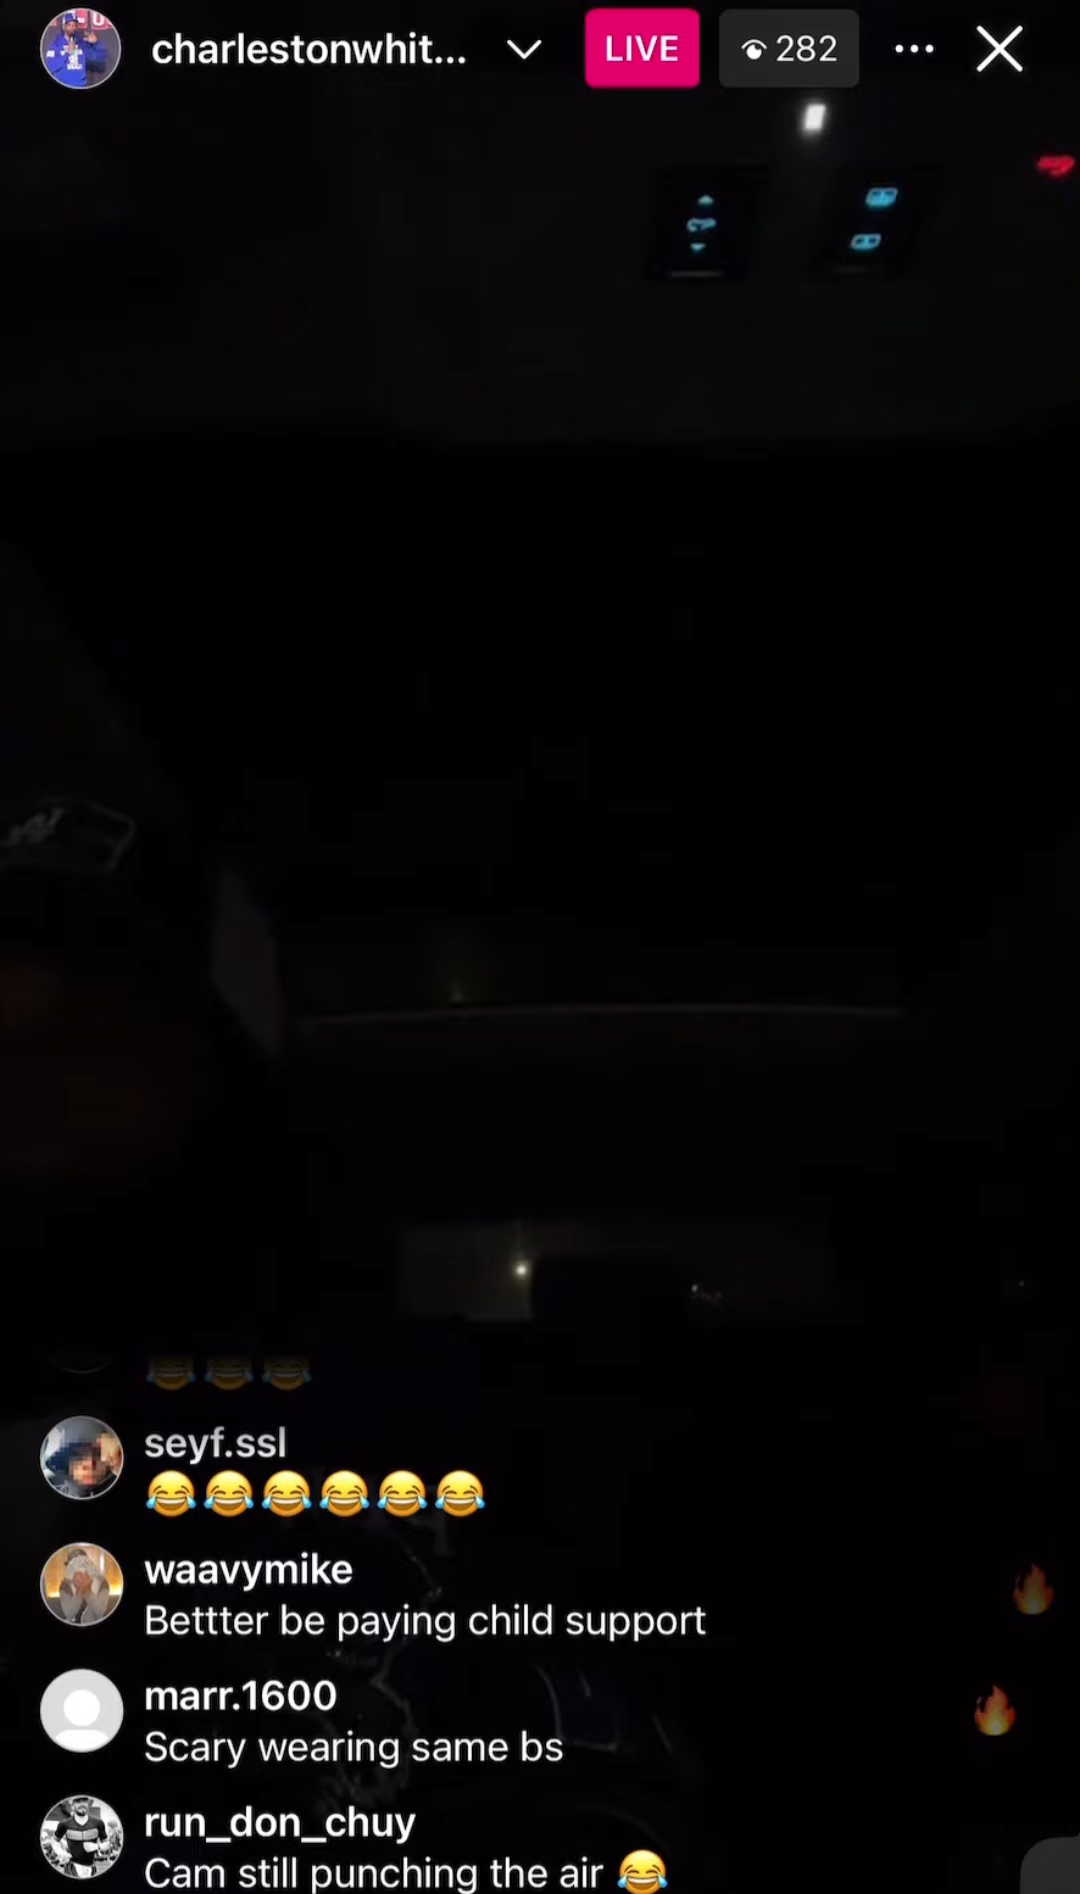 charlestonwhit...
LIVE
282
😂😂😂
seyf.ssl
😂😂😂😂😂😂
waavymike
Bettter be paying child support
marr.1600
Scary wearing same bs
run_don_chuy
Cam still punching the air 😂